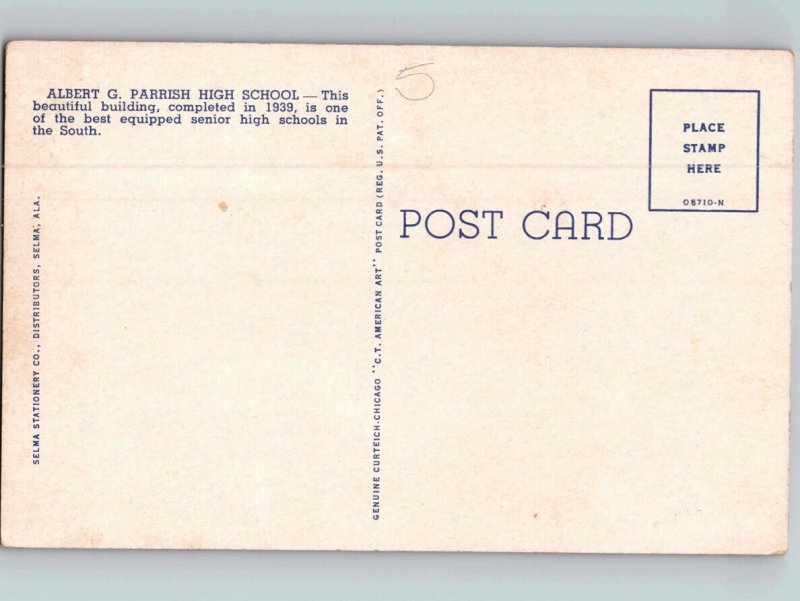 ALBERT G. PARRISH HIGH SCHOOL — This
beautiful building, completed in 1939, is one
of the best equipped senior high schools in
the South.
SELMA STATIONERY CO., DISTRIBUTORS, SELMA, ALA.
GENUINE CURTEICH-CHICAGO "C.T. AMERICAN ART" POST CARD (REG. U.S. PAT. OFF.)
5
POST CARD
PLACE
STAMP
HERE
OB710-N